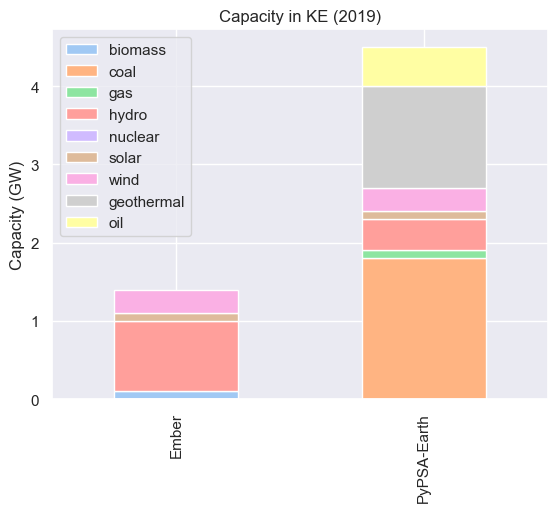 Capacity in KE (2019)
biomass
coal
gas
hydro
nuclear
solar
wind
geothermal
oil
Capacity (GW)
4
3
2
1
0
Ember
PyPSA-Earth